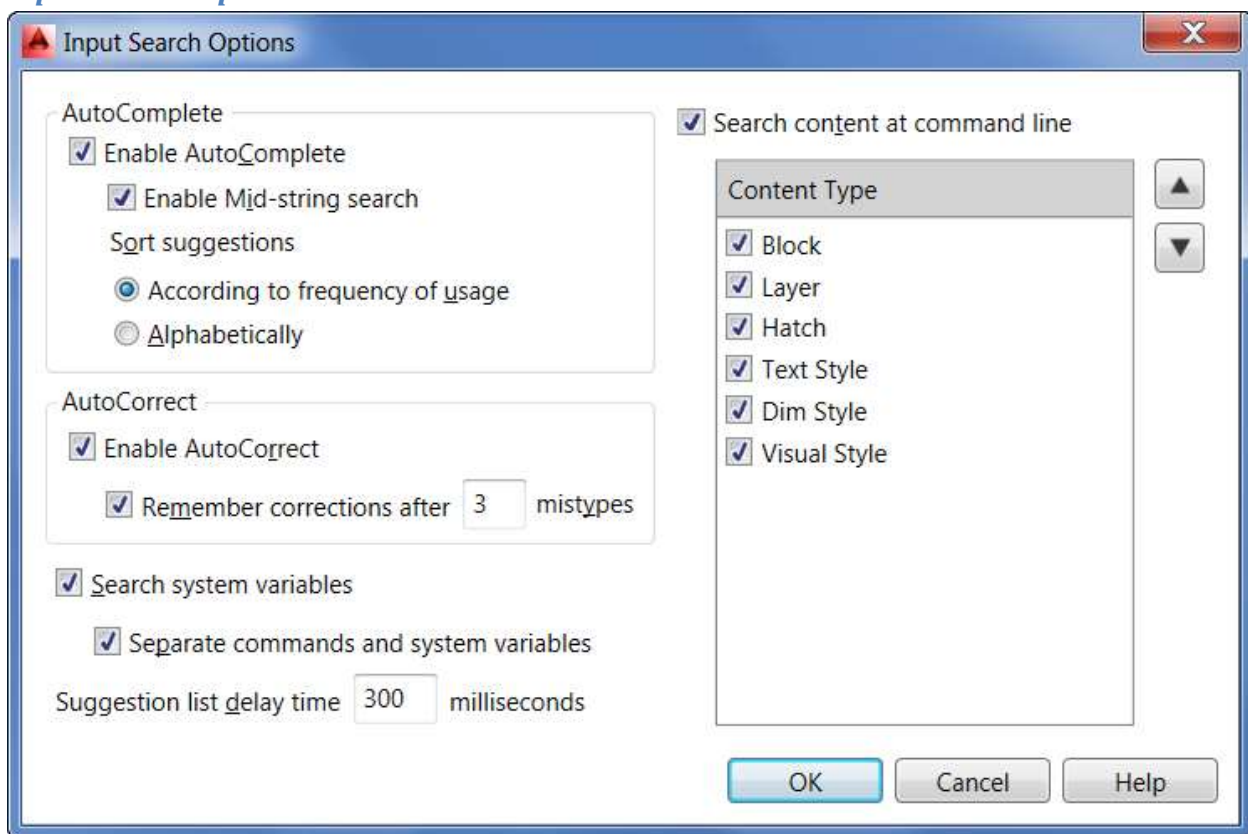 Input Search Options
AutoComplete
Enable AutoComplete
Enable Mid-string search
Sort suggestions
According to frequency of usage
Alphabetically
AutoCorrect
Enable AutoCorrect
Remember corrections after 3 mistypes
Search system variables
Separate commands and system variables
Suggestion list delay time 300 milliseconds
Search content at command line
Content Type
Block
Layer
Hatch
Text Style
Dim Style
Visual Style
OK Cancel Help